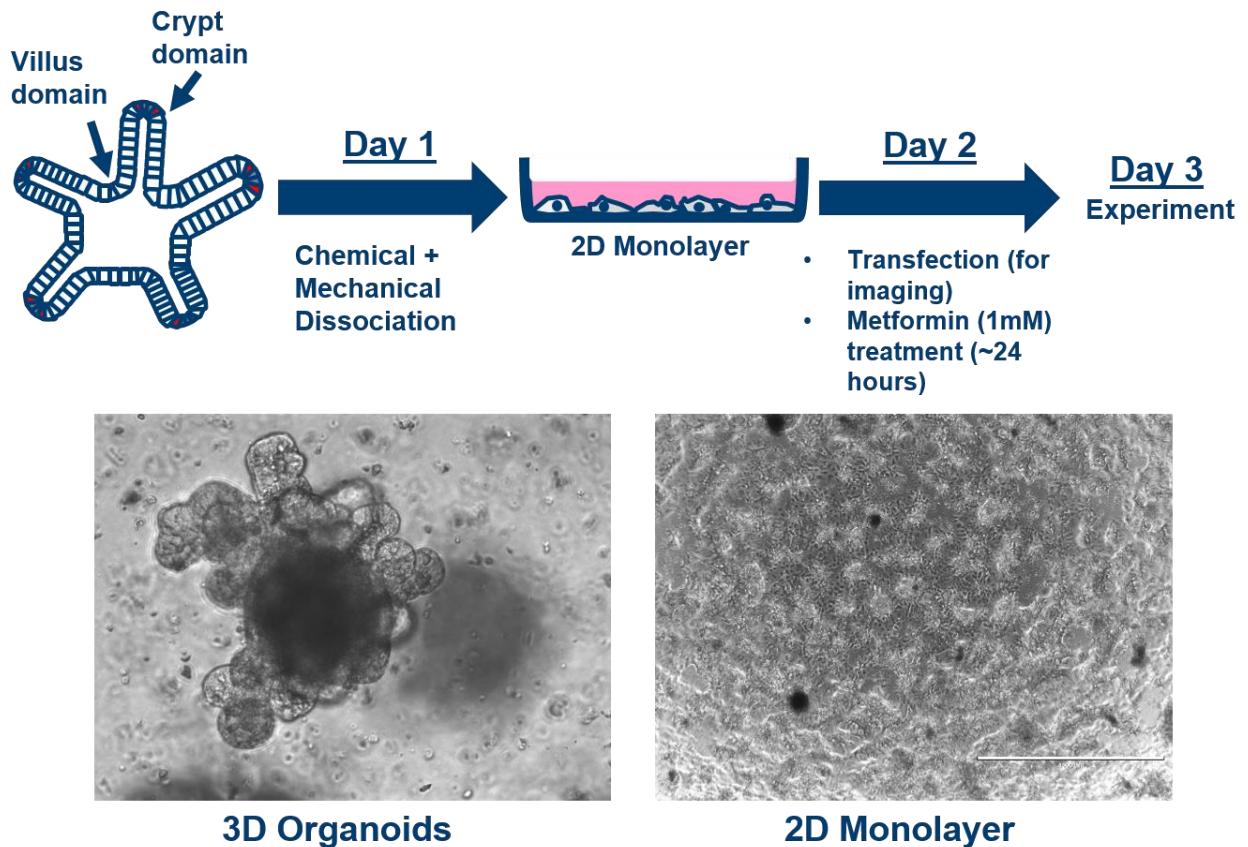 Villus
domain
Crypt
domain
Day 1
Chemical +
Mechanical
Dissociation
2D Monolayer
Day 2
• Transfection (for
imaging)
• Metformin (1mM)
treatment (~24
hours)
Day 3
Experiment
3D Organoids
2D Monolayer